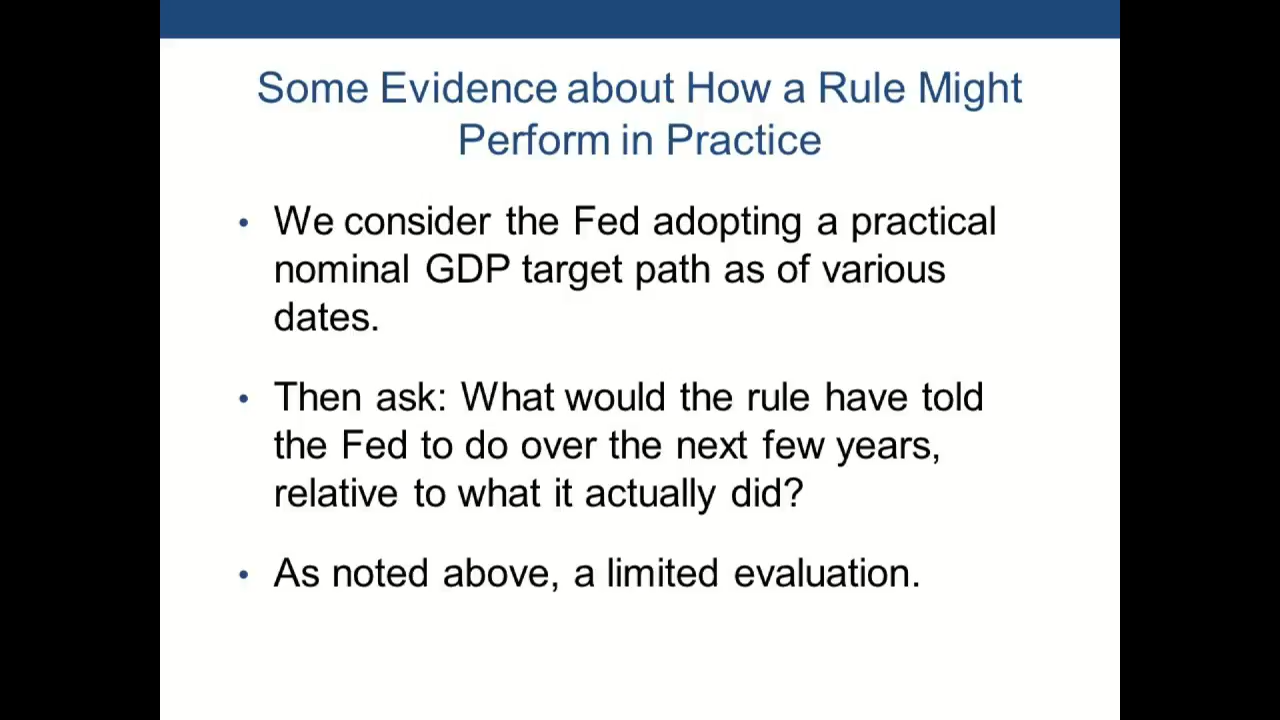 Some Evidence about How a Rule Might
Perform in Practice
• We consider the Fed adopting a practical
nominal GDP target path as of various
dates.
• Then ask: What would the rule have told
the Fed to do over the next few years,
relative to what it actually did?
• As noted above, a limited evaluation.